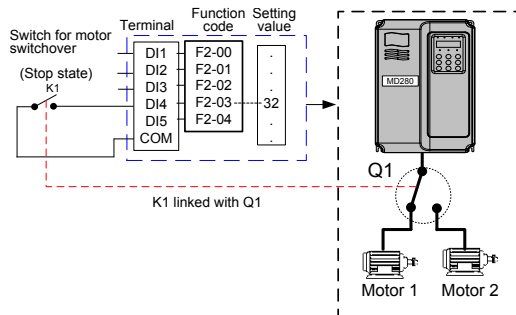 Switch for motor
switchover
(Stop state)
K1
Terminal
Function
code
Setting
value
DI1
DI2
DI3
DI4
DI5
COM
F2-00
F2-01
F2-02
F2-03
F2-04
.
.
.
32
.
.
K1 linked with Q1
MD280
Q1
Motor 1
Motor 2